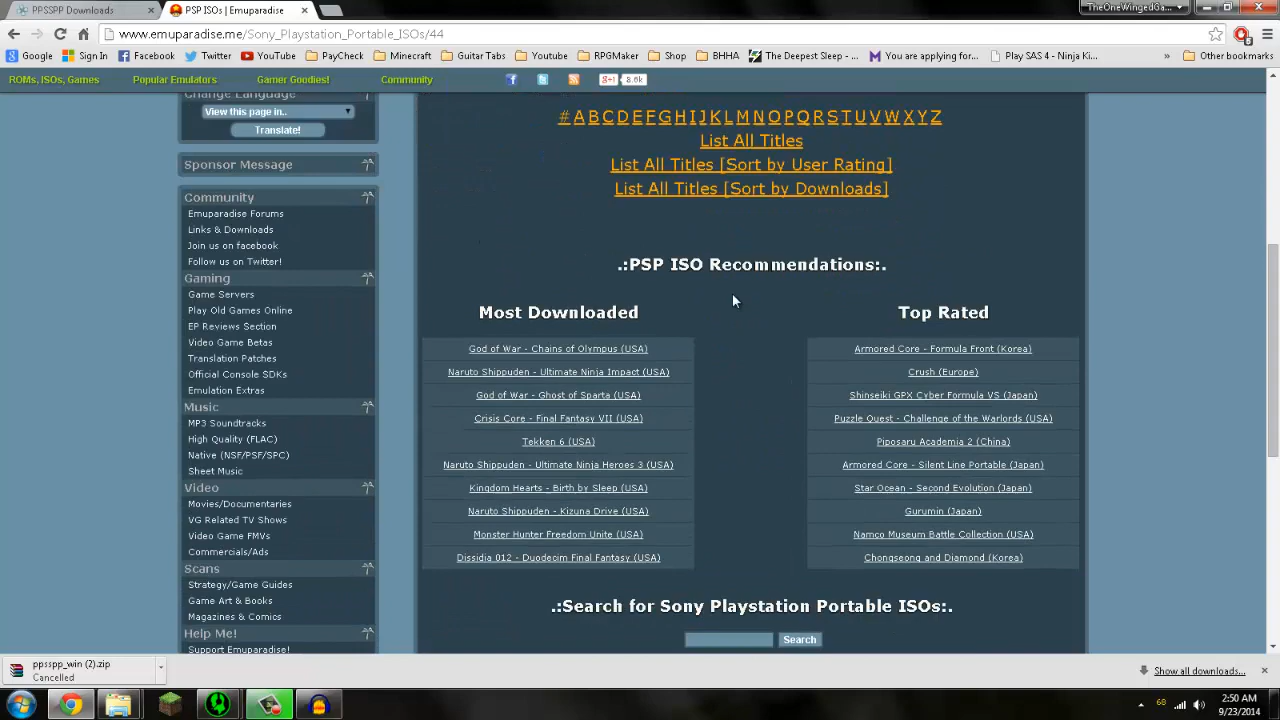 PPSSPP Downloads
PSP ISOs | Emuparadise
TheOneWingedGa...
www.emuparadise.me/Sony_Playstation_Portable_ISOs/44
Google
Sign In
Facebook
Twitter
YouTube
PayCheck
Minecraft
Guitar Tabs
Youtube
RPGMaker
Shop
BHHA
The Deepest Sleep - ...
You are applying for...
Play SAS 4 - Ninja Ki...
»
Other bookmarks
ROMs, ISOs, Games
Popular Emulators
Gamer Goodies!
Community
Change Language
View this page in..
Translate!
Sponsor Message
Community
Emuparadise Forums
Links & Downloads
Join us on facebook
Follow us on Twitter!
Gaming
Game Servers
Play Old Games Online
EP Reviews Section
Video Game Betas
Translation Patches
Official Console SDKs
Emulation Extras
Music
MP3 Soundtracks
High Quality (FLAC)
Native (NSF/PSF/SPC)
Sheet Music
Video
Movies/Documentaries
VG Related TV Shows
Video Game FMVs
Commercials/Ads
Scans
Strategy/Game Guides
Game Art & Books
Magazines & Comics
Help Me!
Support Emuparadise!
# A B C D E F G H I J K L M N O P Q R S T U V W X Y Z
List All Titles
List All Titles [Sort by User Rating]
List All Titles [Sort by Downloads]
.:PSP ISO Recommendations:.
Most Downloaded
God of War - Chains of Olympus (USA)
Naruto Shippuden - Ultimate Ninja Impact (USA)
God of War - Ghost of Sparta (USA)
Crisis Core - Final Fantasy VII (USA)
Tekken 6 (USA)
Naruto Shippuden - Ultimate Ninja Heroes 3 (USA)
Kingdom Hearts - Birth by Sleep (USA)
Naruto Shippuden - Kizuna Drive (USA)
Monster Hunter Freedom Unite (USA)
Dissidia 012 - Duodecim Final Fantasy (USA)
Top Rated
Armored Core - Formula Front (Korea)
Crush (Europe)
Shinseiki GPX Cyber Formula VS (Japan)
Puzzle Quest - Challenge of the Warlords (USA)
Piposaru Academia 2 (China)
Armored Core - Silent Line Portable (Japan)
Star Ocean - Second Evolution (Japan)
Gurumin (Japan)
Namco Museum Battle Collection (USA)
Chongseong and Diamond (Korea)
.:Search for Sony Playstation Portable ISOs:.
Search
ppsspp_win (2).zip
Cancelled
Show all downloads...
68
2:50 AM
9/23/2014